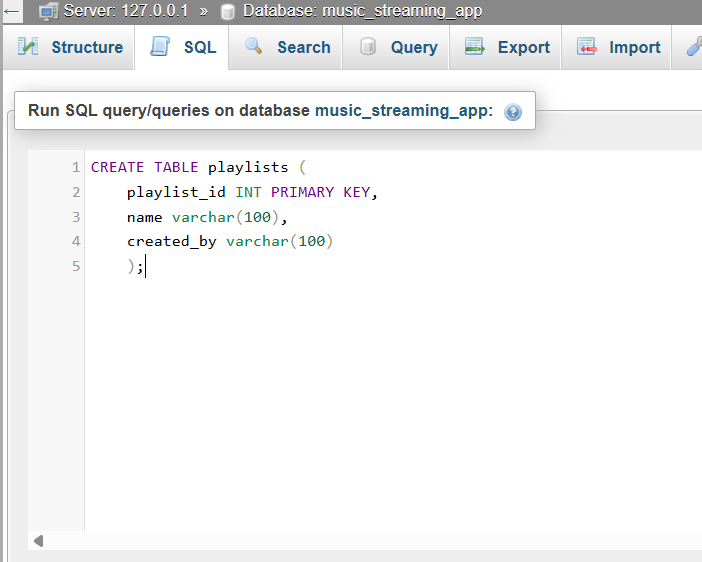 ← Server: 127.0.0.1 » Database: music_streaming_app
Structure SQL Search Query Export Import
Run SQL query/queries on database music_streaming_app:
1 CREATE TABLE playlists (
2 playlist_id INT PRIMARY KEY,
3 name varchar(100),
4 created_by varchar(100)
5 );